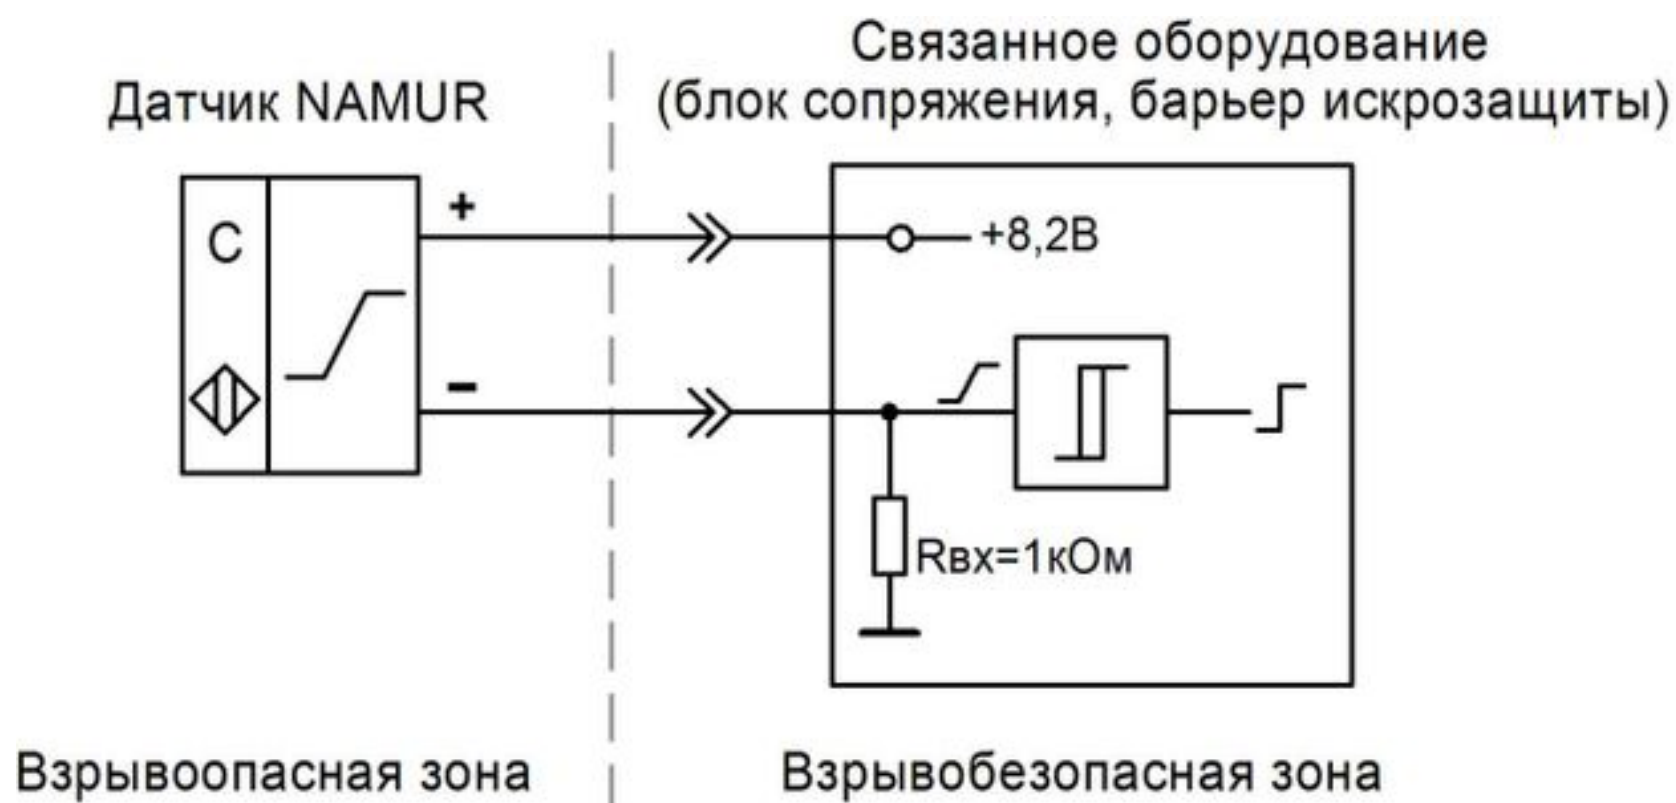 Связанное оборудование
Датчик NAMUR
(блок сопряжения, барьер искрозащиты)
+
C
+8,2В
-
Rвх=1кОм
Взрывоопасная зона
Взрывобезопасная зона